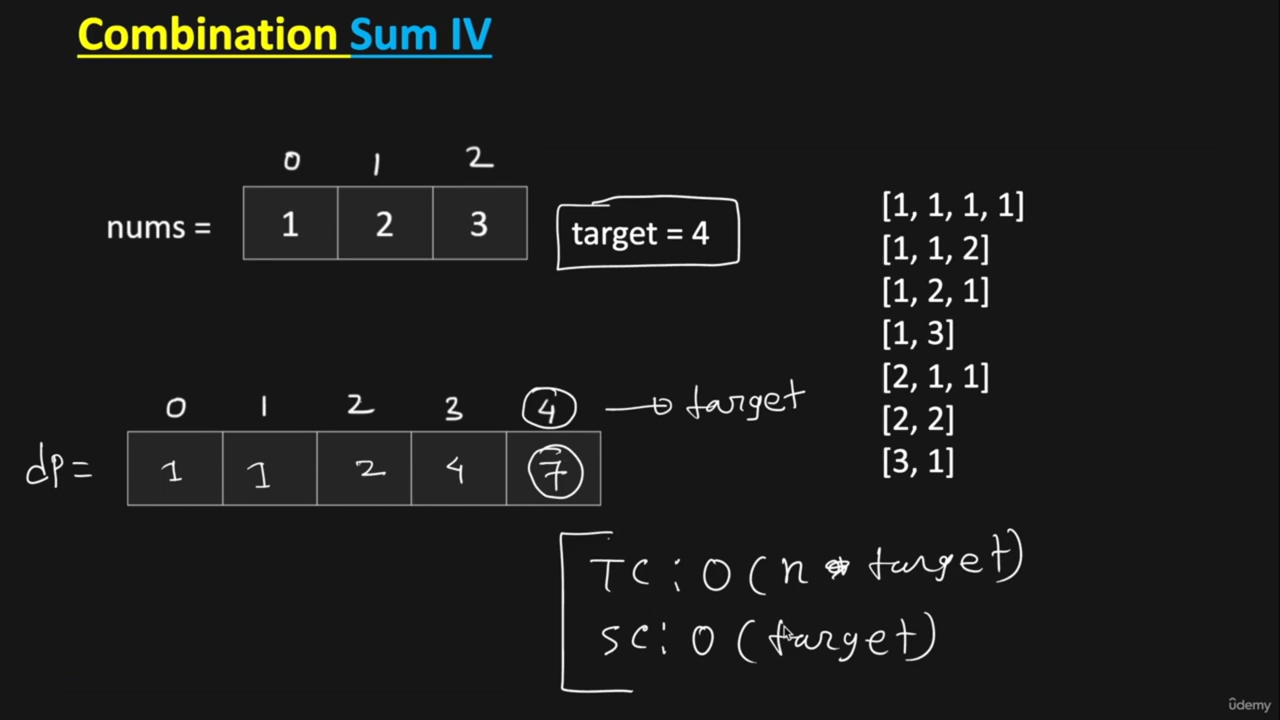 Combination Sum IV
0 1 2
nums = 1 2 3
target = 4
[1, 1, 1, 1]
[1, 1, 2]
[1, 2, 1]
[1, 3]
[2, 1, 1]
[2, 2]
[3, 1]
0 1 2 3 4 → target
dp = 1 1 2 4 7
TC : O(n * target)
SC : O(target)
ûdemy